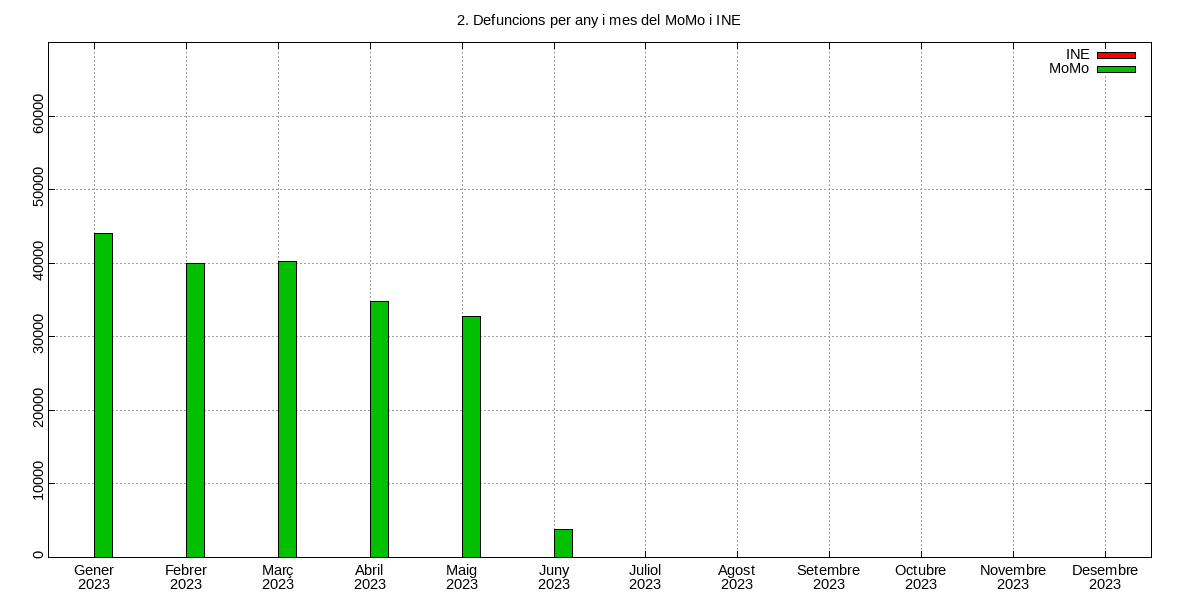 2. Defuncions per any i mes del MoMo i INE
INE
MoMo
60000
50000
40000
30000
20000
10000
0
Gener Febrer Març Abril Maig Juny Juliol Agost Setembre Octubre Novembre Desembre
2023 2023 2023 2023 2023 2023 2023 2023 2023 2023 2023 2023